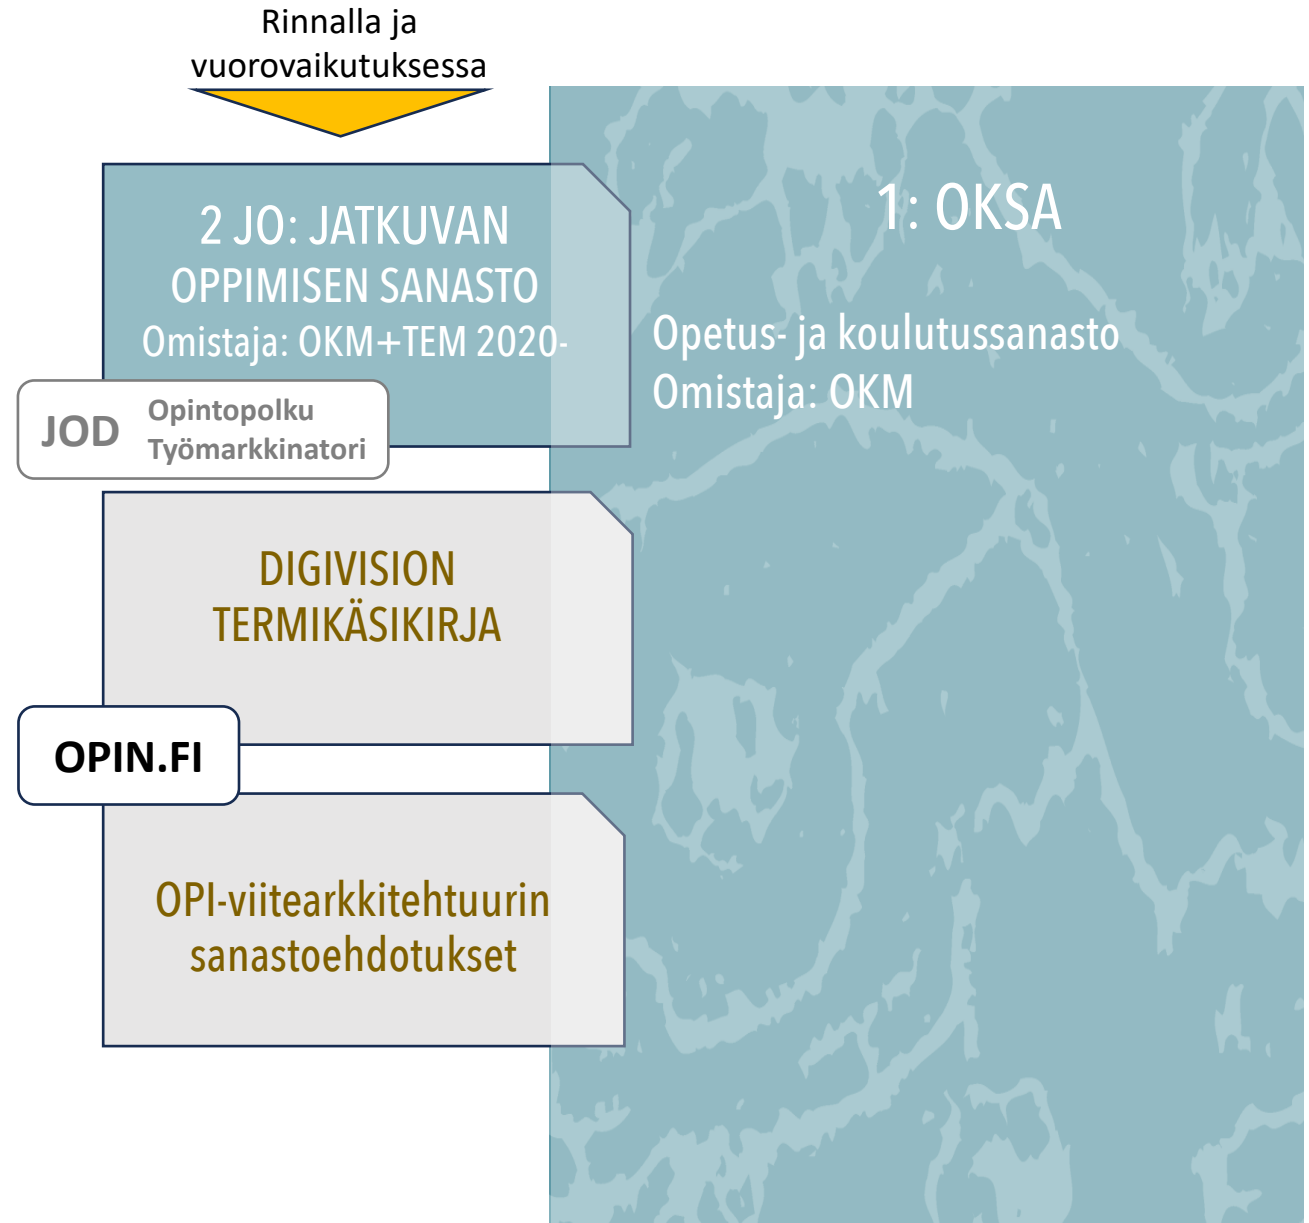 Rinnalla ja
vuorovaikutuksessa
2 JO: JATKUVAN
OPPIMISEN SANASTO
Omistaja: OKM+TEM 2020-
JOD
Opintopolku
Työmarkkinatori
DIGIVISION
TERMIKÄSIKIRJA
OPIN.FI
OPI-viitearkkitehtuurin
sanastoehdotukset
1: OKSA
Opetus- ja koulutussanasto
Omistaja: OKM